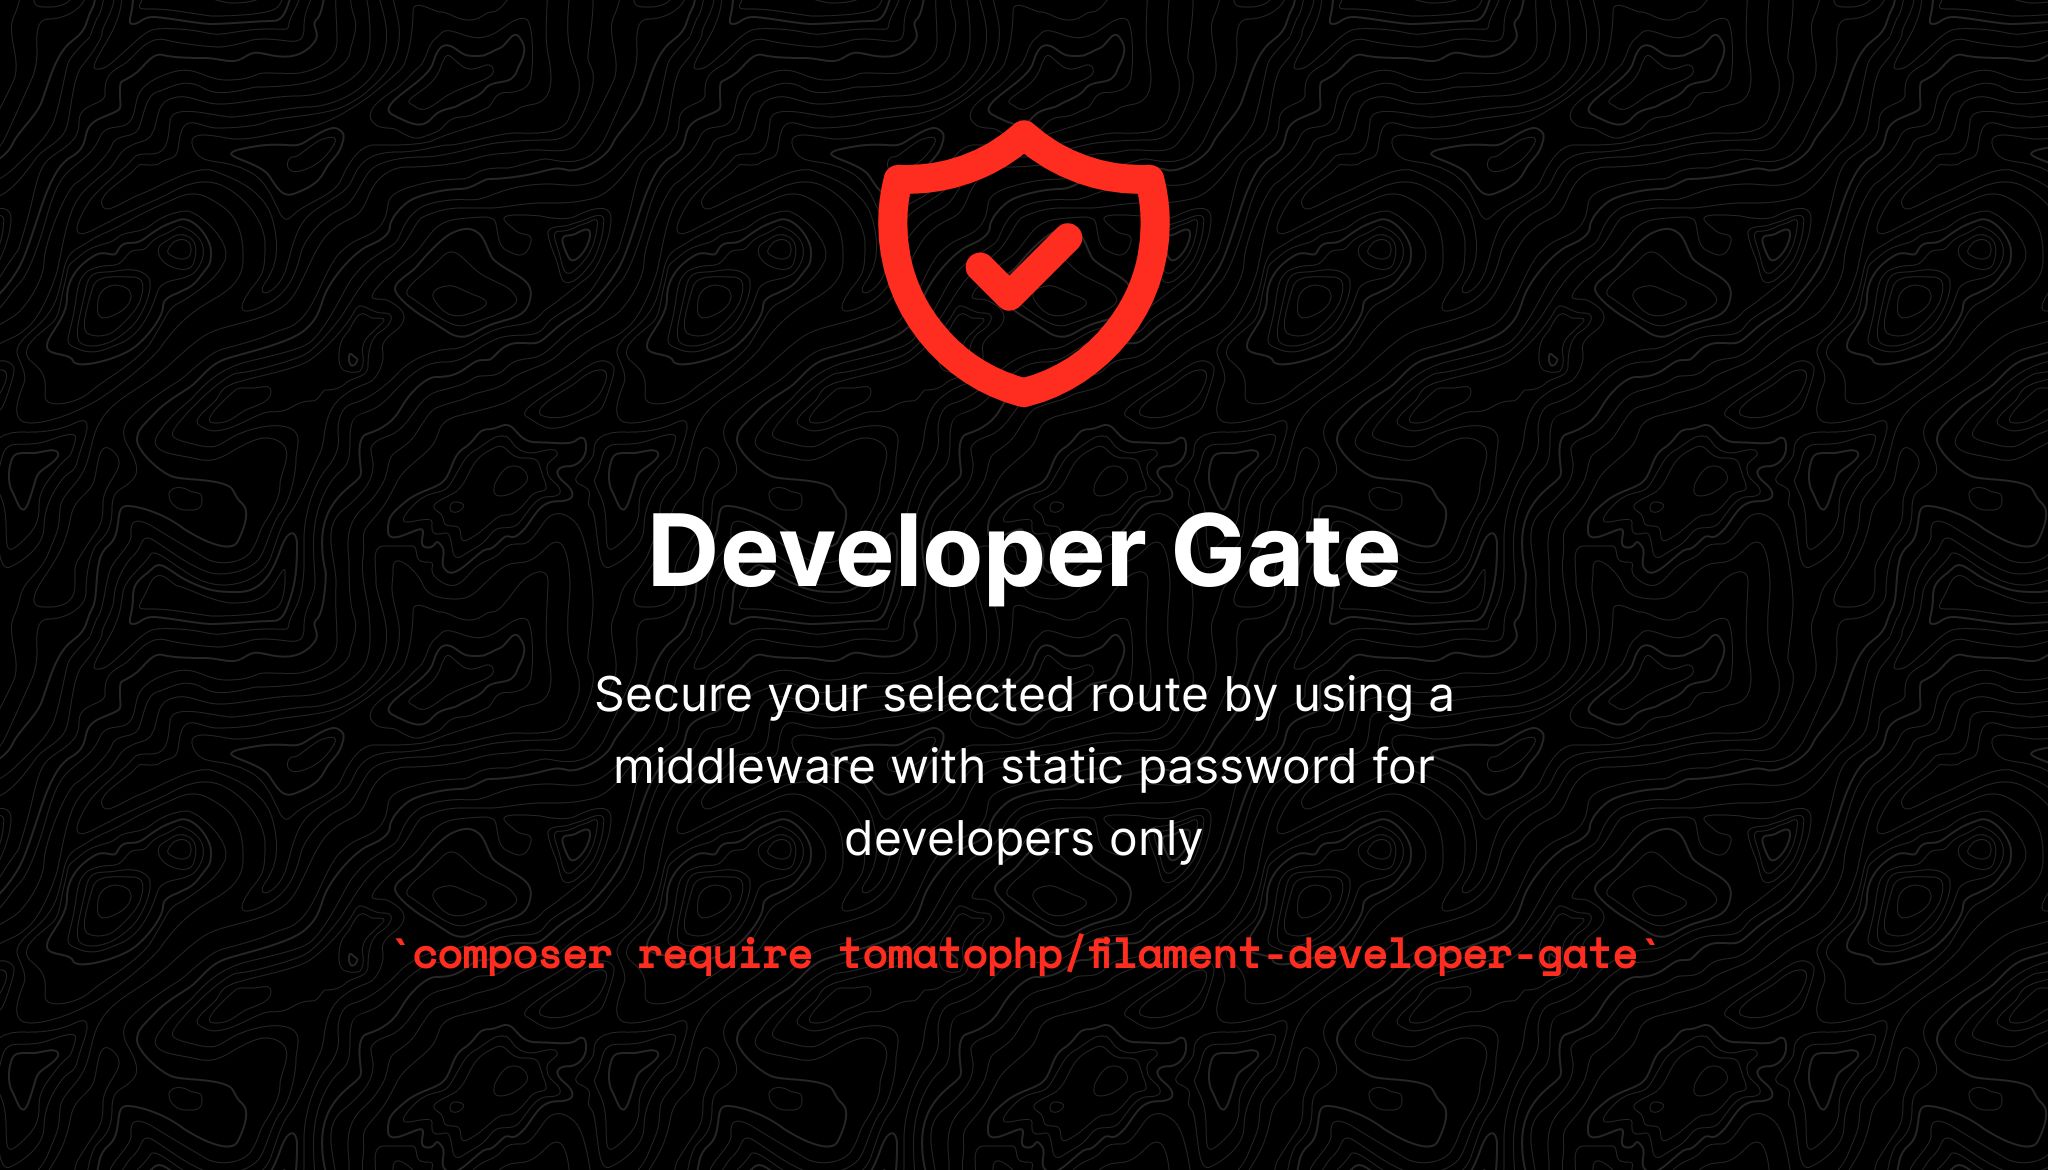 Developer Gate
Secure your selected route by using a
middleware with static password for
developers only
`composer require tomatophp/filament-developer-gate`